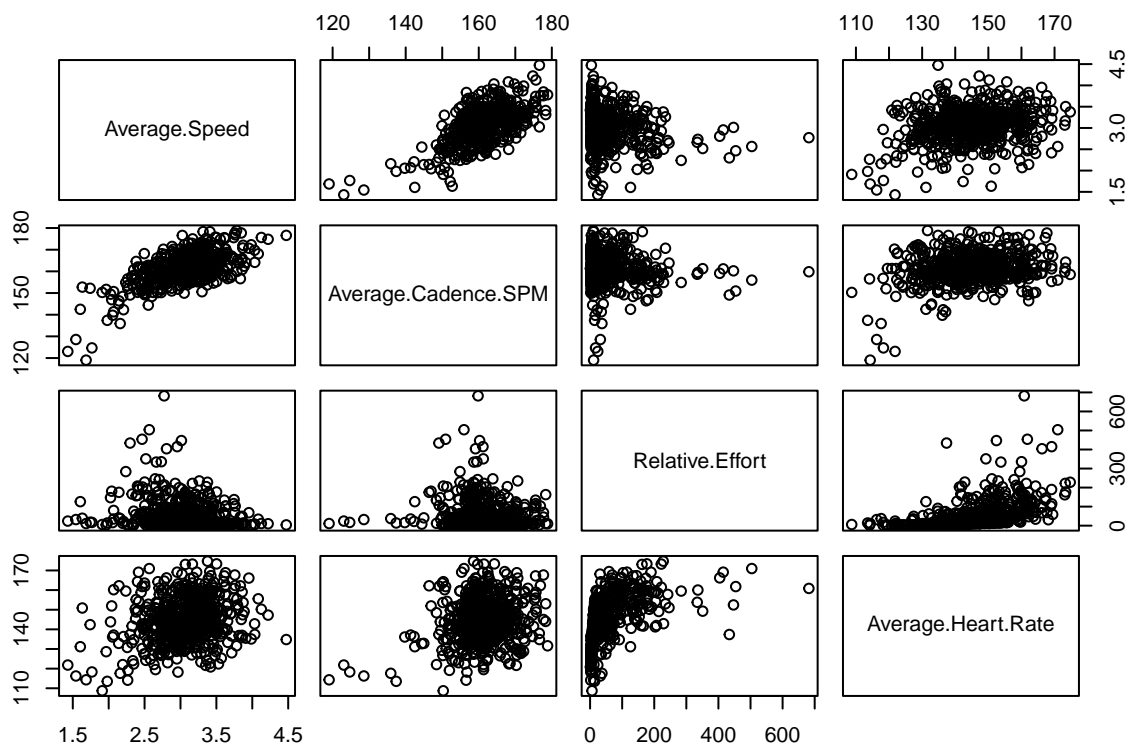 120 140 160 180 110 130 150 170
Average.Speed
1.5 3.0 4.5
120 150 180
Average.Cadence.SPM
Relative.Effort
0 300 600
110 140 170
Average.Heart.Rate
1.5 2.5 3.5 4.5 0 200 400 600